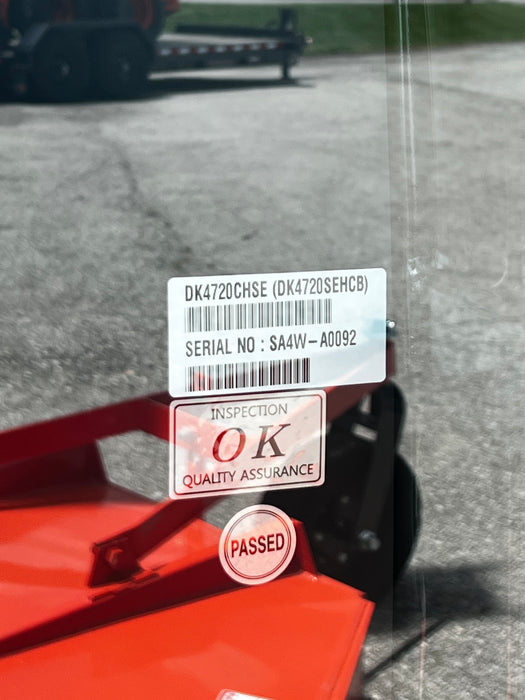 DK4720CHSE (DK4720SEHCB)
SERIAL NO : SA4W-A0092
INSPECTION
OK
QUALITY ASSURANCE
PASSED